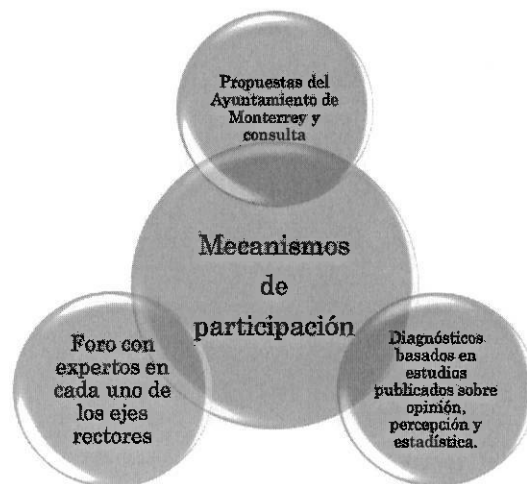 Propuestas del
Ayuntamiento de
Monterrey y
consulta
Mecanismos
de
participación
Foro con
expertos en
cada uno de
los ejes
rectores
Diagnósticos
basados en
estudios
publicados sobre
opinión,
percepción y
estadística.